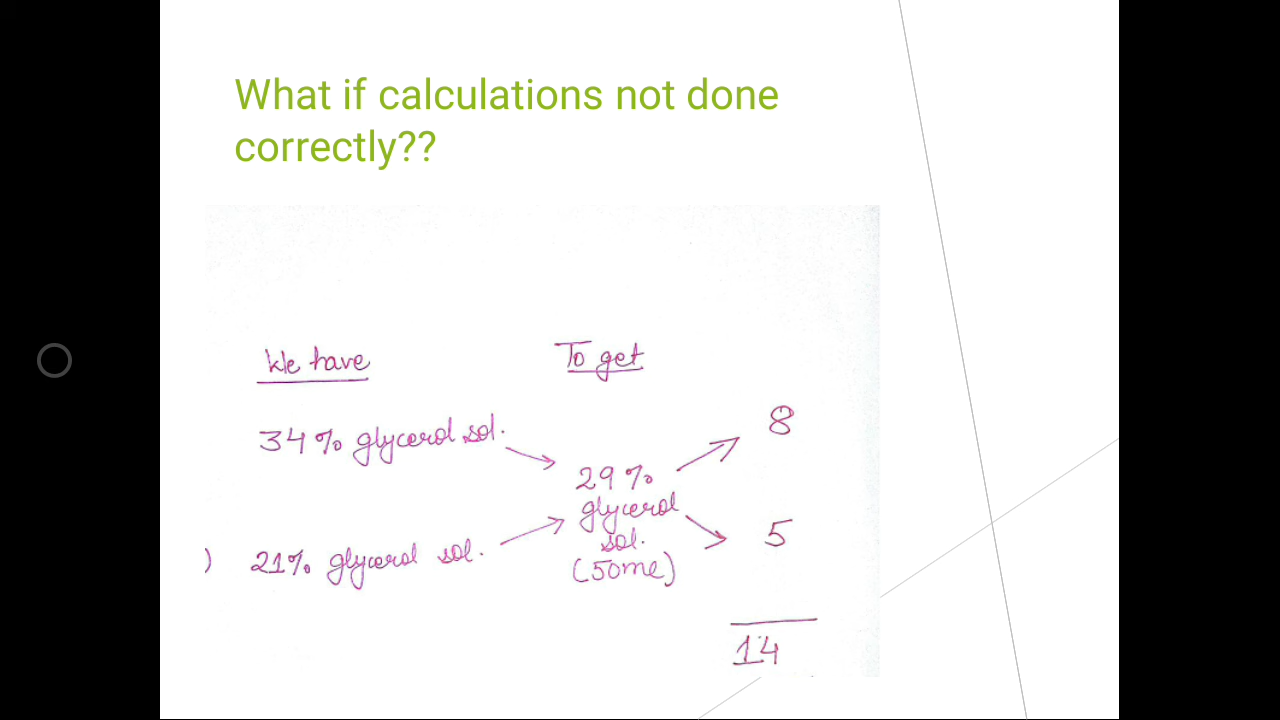 What if calculations not done
correctly??
We have
To get
34% glycerol sol.
8
29%
glycerol
sol.
(50ml)
) 21% glycerol sol.
5
14